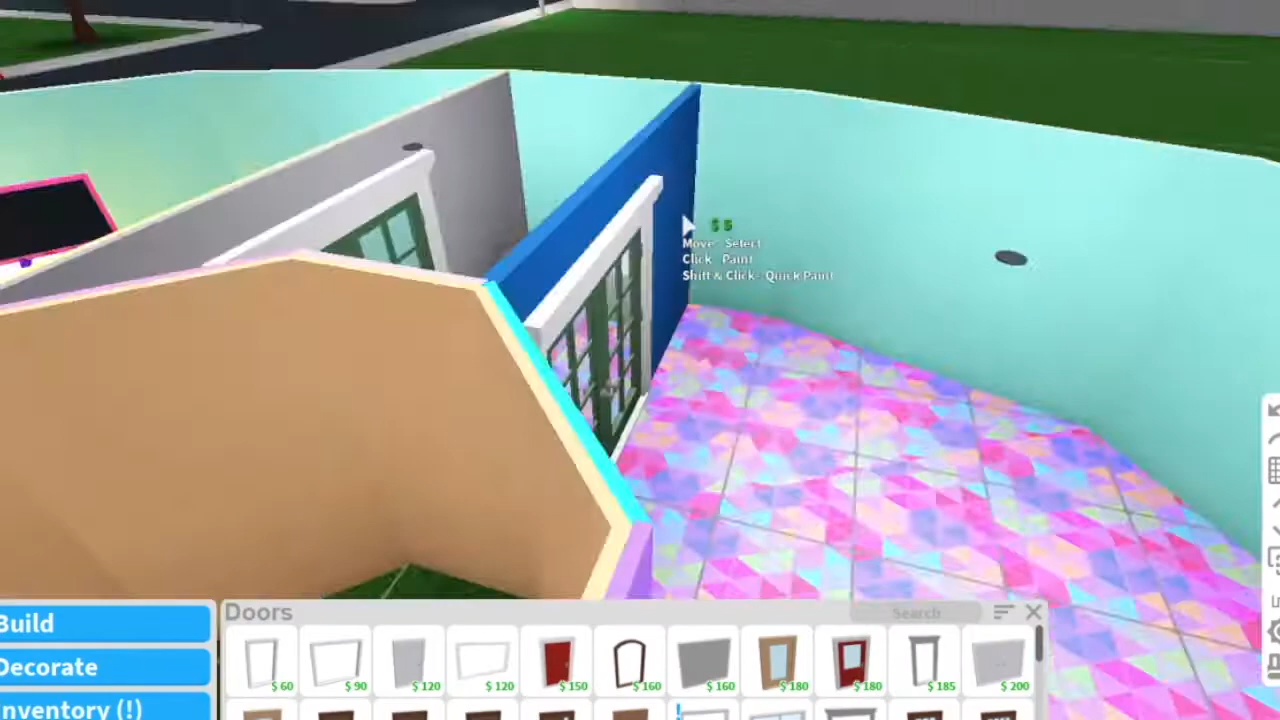 $ 5
Move - Select
Click - Paint
Shift & Click - Quick Paint
Build
Decorate
Inventory (!)
Doors
Search
$ 60
$ 90
$ 120
$ 120
$ 150
$ 160
$ 160
$ 180
$ 180
$ 185
$ 200